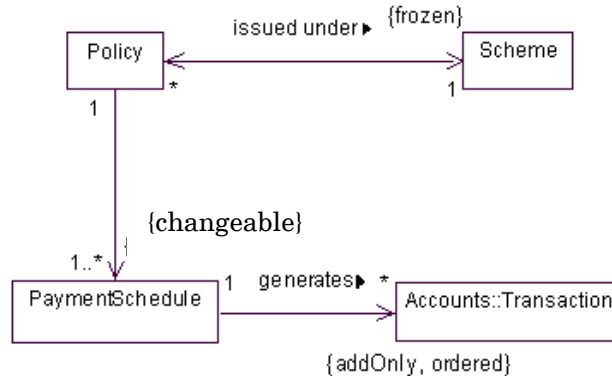 issued under▶ {frozen}
Policy
Scheme
*
1
1
{changeable}
{
1..*
1 generates▶ *
PaymentSchedule
Accounts::Transaction
{addOnly, ordered}